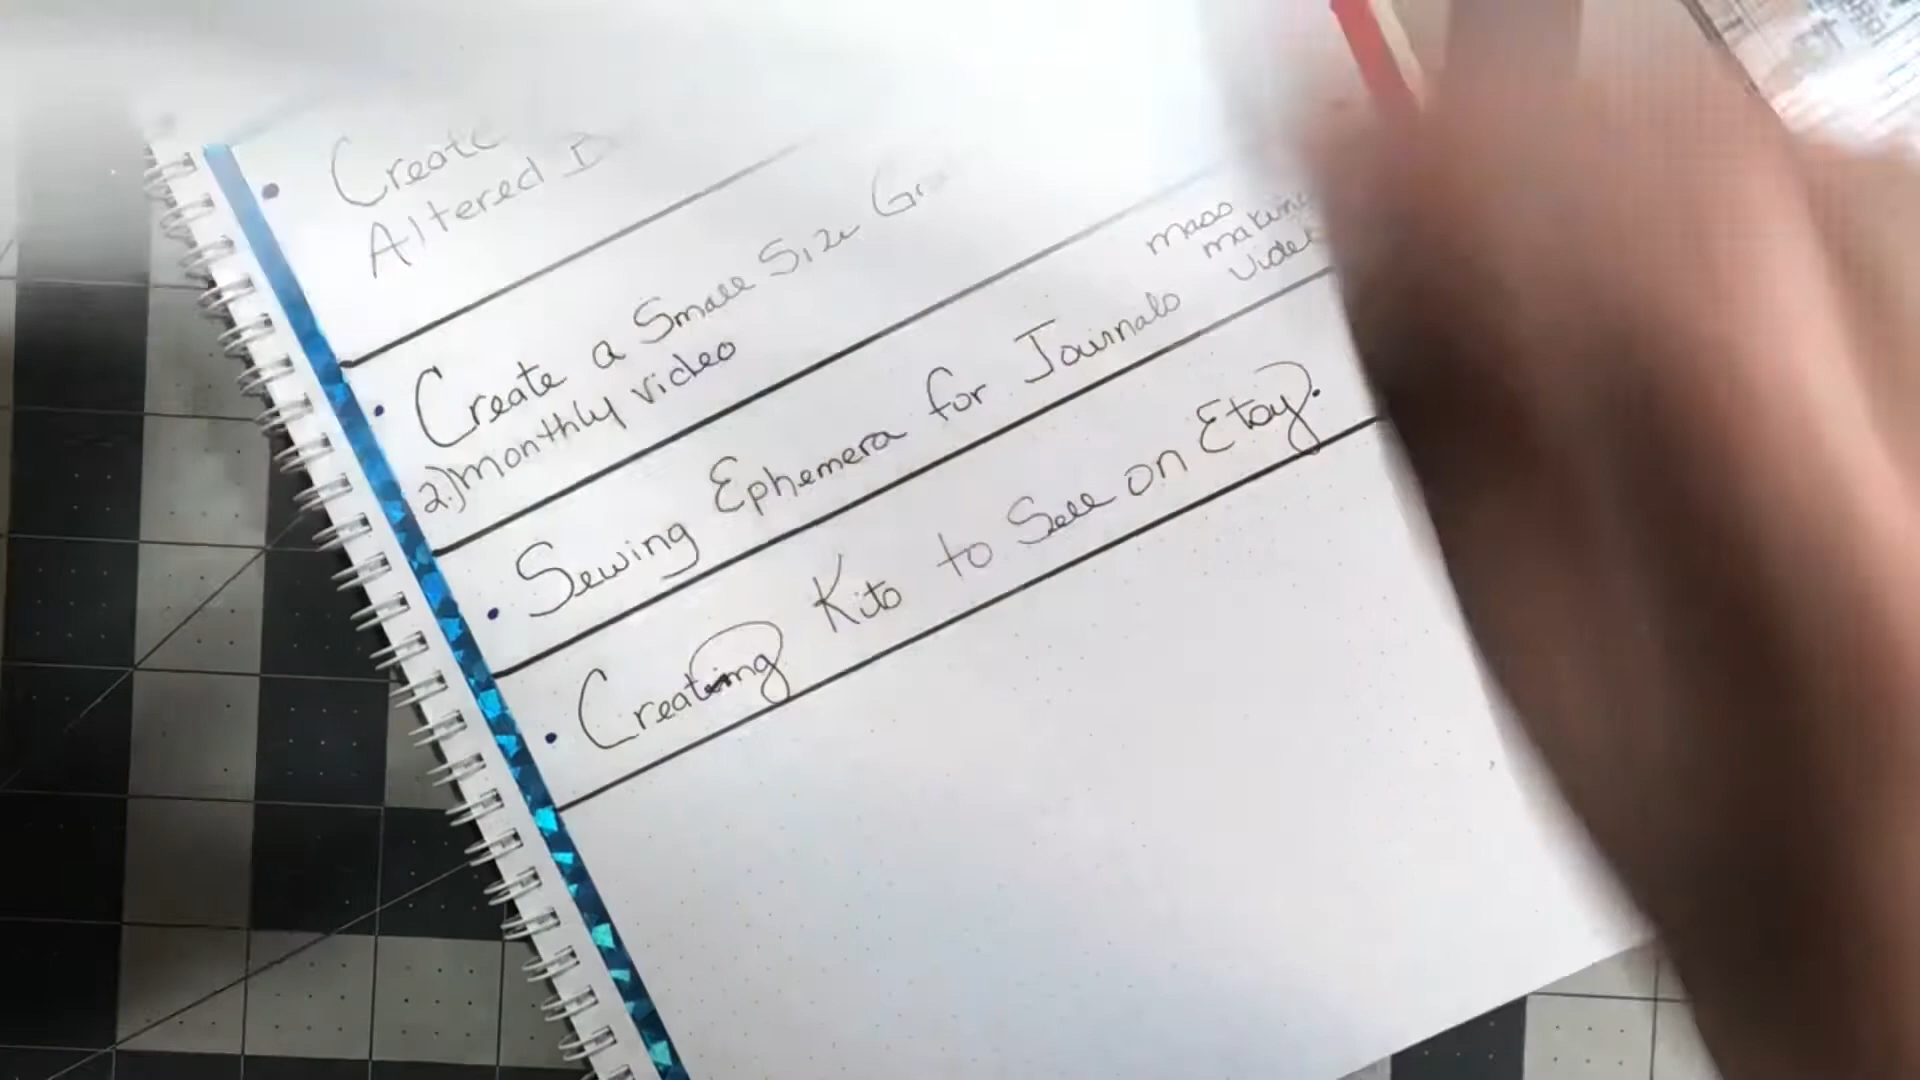 • Create
Altered
• Create a Small Size
2.) monthly video
mass
making
Video
• Sewing Ephemera for Journals
• Creating Kits to Sell on Etsy.